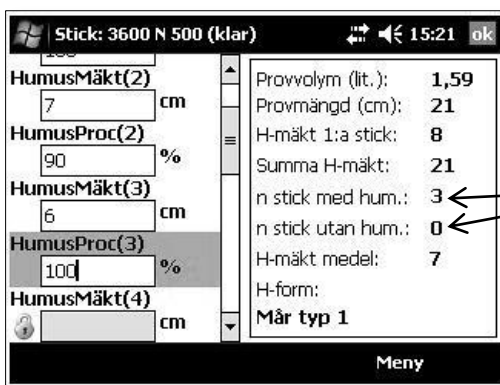 Stick: 3600 N 500 (klar) 15:21 ok
HumusMäkt(2)
7 cm
HumusProc(2)
90 %
HumusMäkt(3)
6 cm
HumusProc(3)
100 %
HumusMäkt(4)
cm
Provvolym (lit.): 1,59
Provmängd (cm): 21
H-mäkt 1:a stick: 8
Summa H-mäkt: 21
n stick med hum.: 3
n stick utan hum.: 0
H-mäkt medel: 7
H-form:
Mår typ 1
Meny